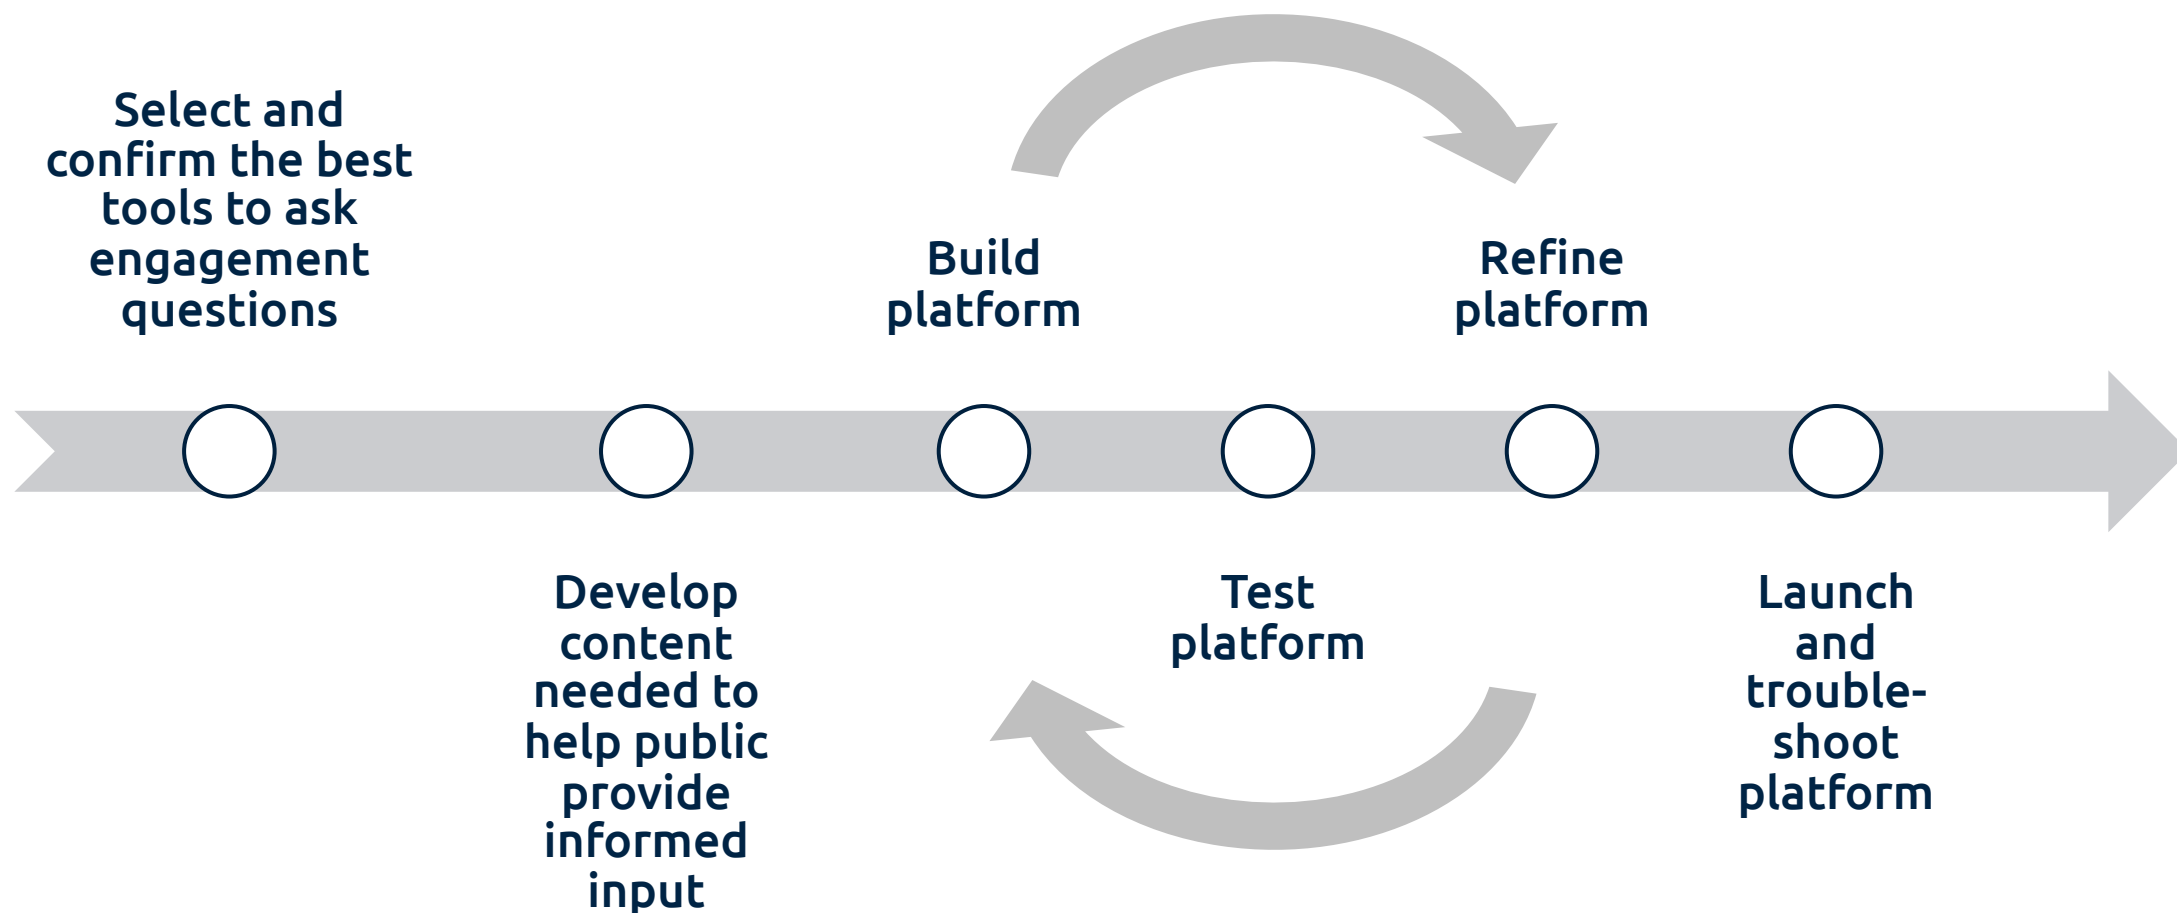 Select and
confirm the best
tools to ask
engagement
questions
Develop
content
needed to
help public
provide
informed
input
Build
platform
Test
platform
Refine
platform
Launch
and
trouble-
shoot
platform